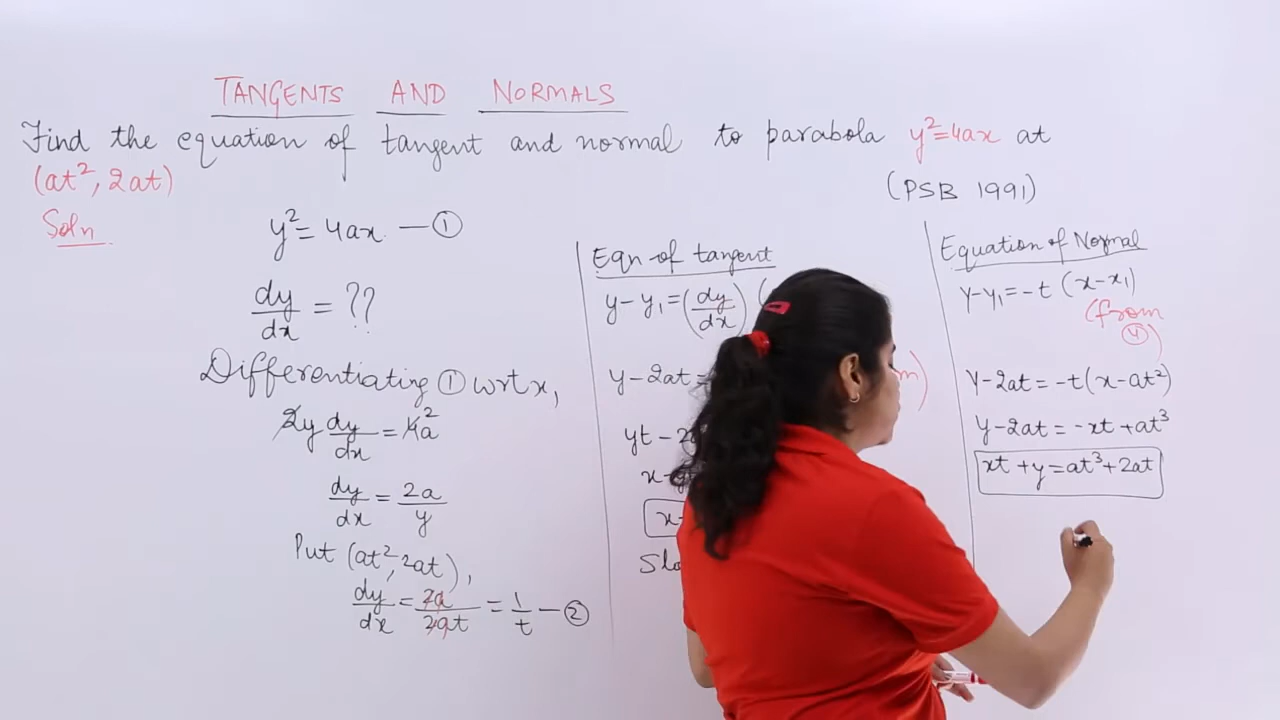 TANGENTS AND NORMALS
Find the equation of tangent and normal to parabola y²=4ax at
(at², 2at)
(PSB 1991)
Soln
y²= 4ax — ①
dy/dx = ??
Differentiating ① wrt x,
2y dy/dx = 4a 2
dy/dx = 2a/y
Put (at², 2at),
dy/dx = 2a/2at = 1/t — ②
Eqn of tangent
y - y₁ = (dy/dx) (
y - 2at =
yt - 2
x -
x
Equation of Normal
y-y₁ = -t (x-x₁)
(from
④)
y-2at = -t(x-at²)
y-2at = -xt + at³
xt + y = at³ + 2at